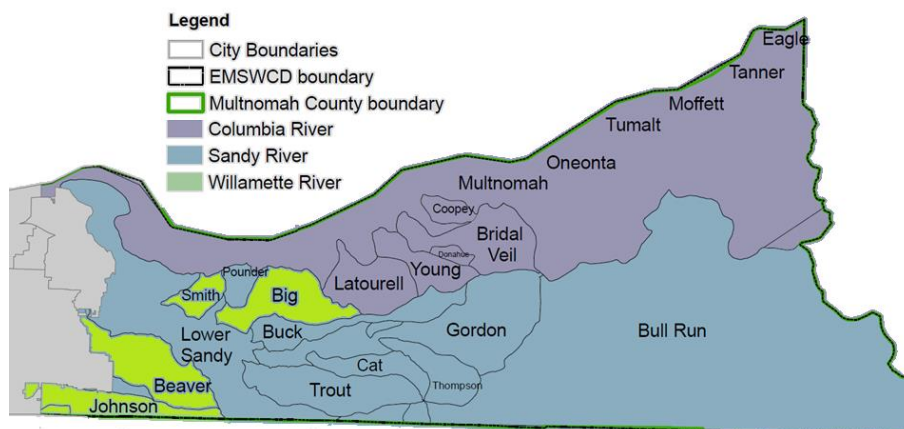 Legend
City Boundaries
EMSWCD boundary
Multnomah County boundary
Columbia River
Sandy River
Willamette River
Eagle
Tanner
Moffett
Tumalt
Oneonta
Multnomah
Coopey
Bridal
Veil
Donahue
Young
Latourell
Pounder
Smith
Big
Lower
Sandy
Buck
Gordon
Bull Run
Cat
Trout
Thompson
Beaver
Johnson